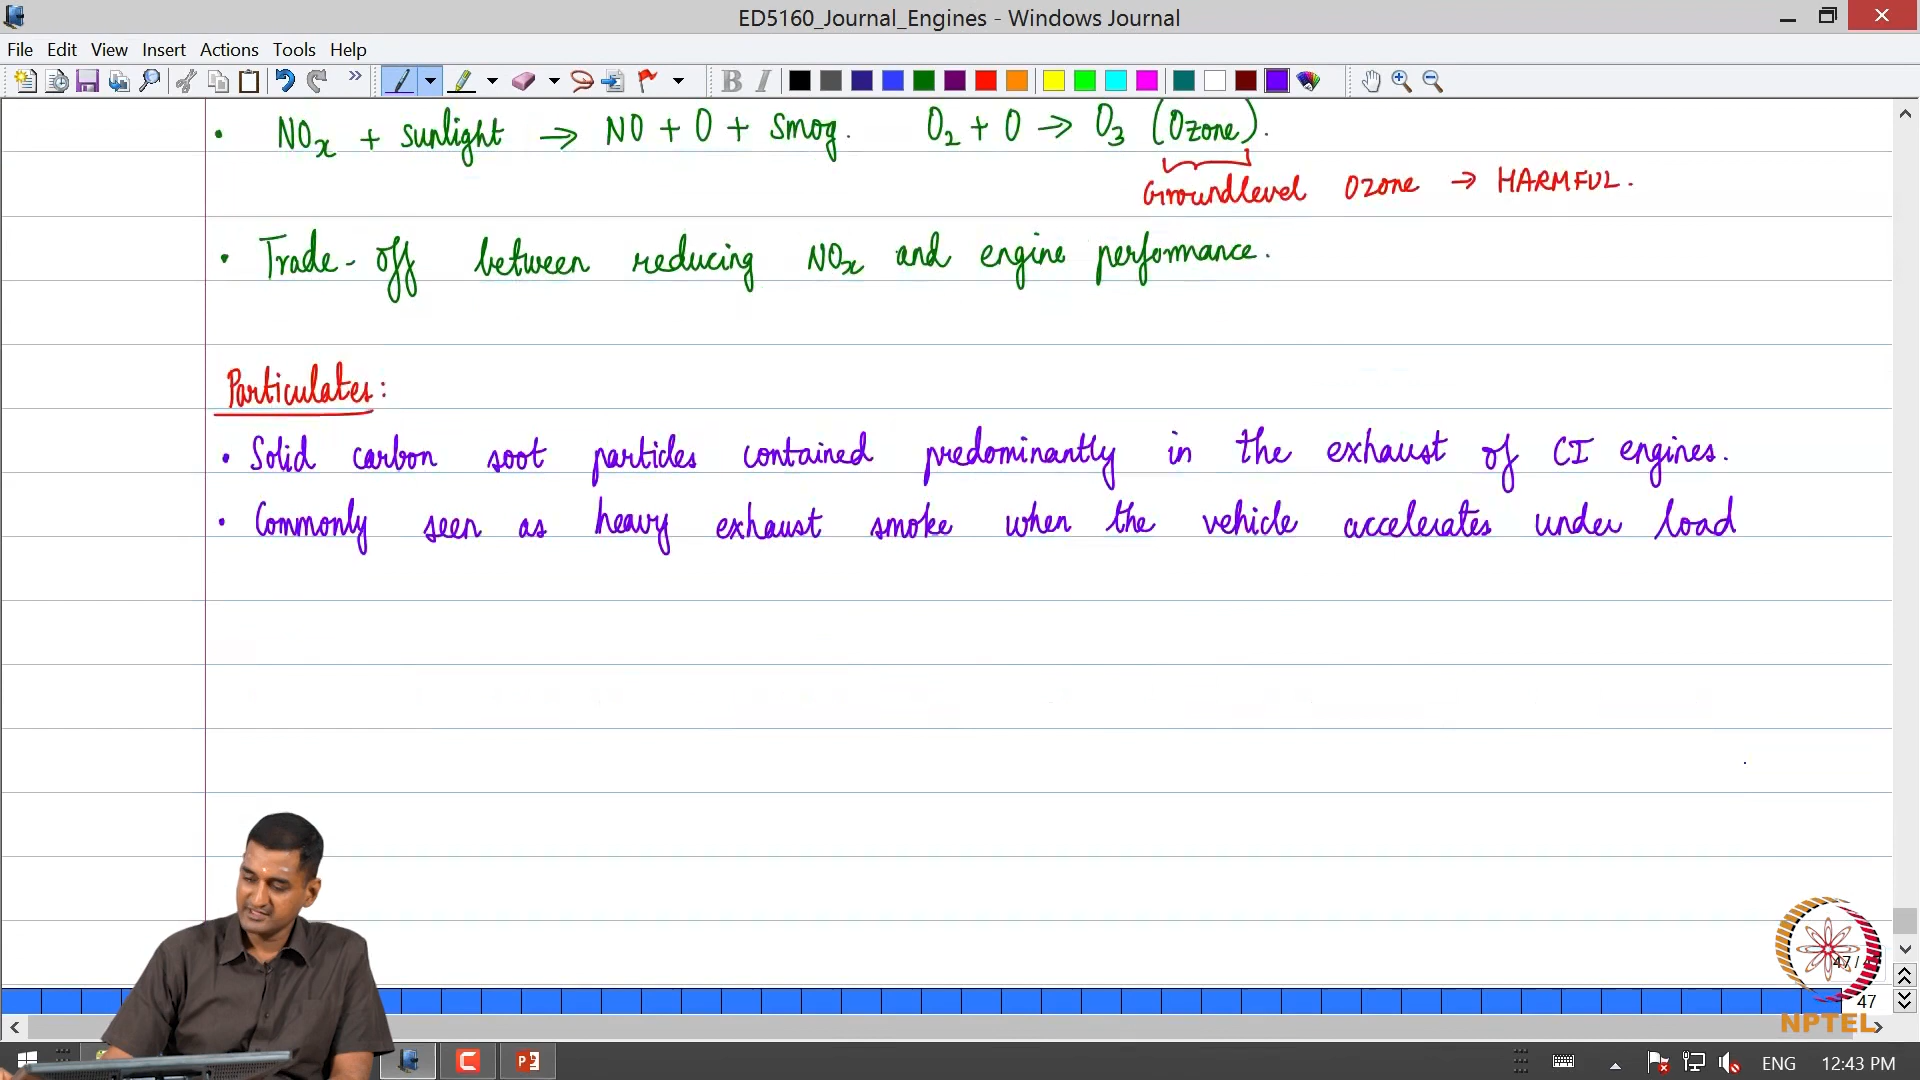 ED5160_Journal_Engines - Windows Journal
File Edit View Insert Actions Tools Help
• NOx + sunlight → NO + O + Smog. O2 + O → O3 (Ozone).
Groundlevel Ozone → HARMFUL.
• Trade-off between reducing NOx and engine performance.
Particulates:
• Solid carbon soot particles contained predominantly in the exhaust of CI engines.
• Commonly seen as heavy exhaust smoke when the vehicle accelerates under load
47
NPTEL
ENG 12:43 PM